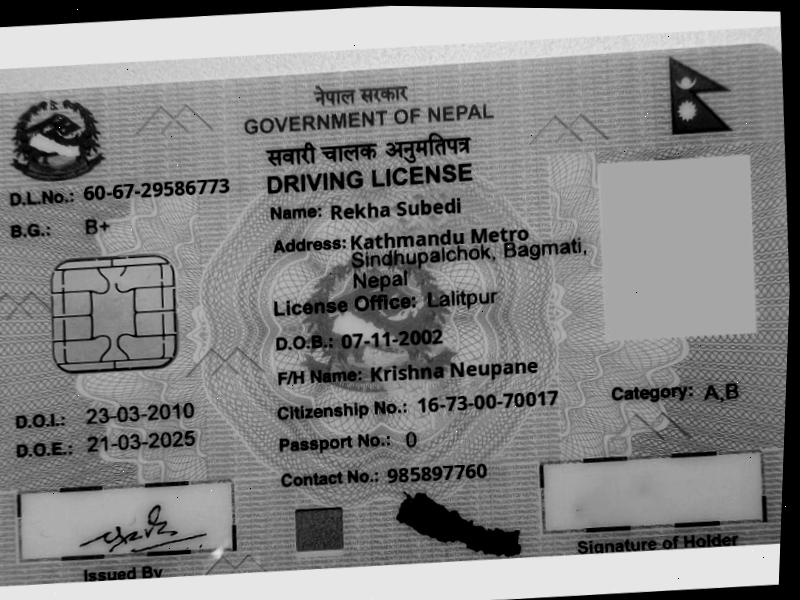 नेपाल सरकार
GOVERNMENT OF NEPAL
सवारी चालक अनुमतिपत्र
DRIVING LICENSE
D.L.No.: 60-67-29586773
B.G.: B+
Name: Rekha Subedi
Address: Kathmandu Metro
Sindhupalchok, Bagmati,
Nepal
License Office: Lalitpur
D.O.B.: 07-11-2002
F/H Name: Krishna Neupane
Citizenship No.: 16-73-00-70017
Category: A,B
D.O.I.: 23-03-2010
D.O.E.: 21-03-2025
Passport No.: 0
Contact No.: 985897760
Issued By
Signature of Holder